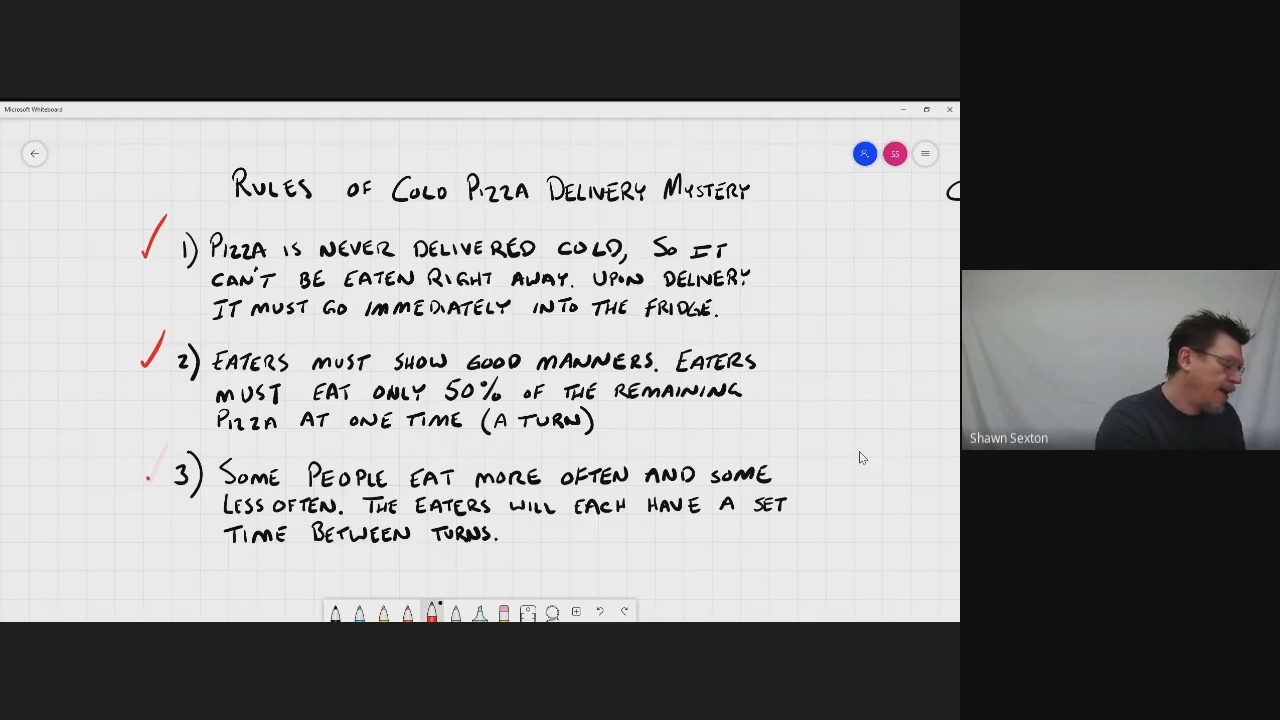 Microsoft Whiteboard
SS
RULES OF COLD PIZZA DELIVERY MYSTERY
1) PIZZA IS NEVER DELIVERED COLD, SO IT
CAN'T BE EATEN RIGHT AWAY. UPON DELIVERY
IT MUST GO IMMEDIATELY INTO THE FRIDGE.
2) EATERS MUST SHOW GOOD MANNERS. EATERS
MUST EAT ONLY 50% OF THE REMAINING
PIZZA AT ONE TIME (A TURN)
3) SOME PEOPLE EAT MORE OFTEN AND SOME
LESS OFTEN. THE EATERS WILL EACH HAVE A SET
TIME BETWEEN TURNS.
Shawn Sexton